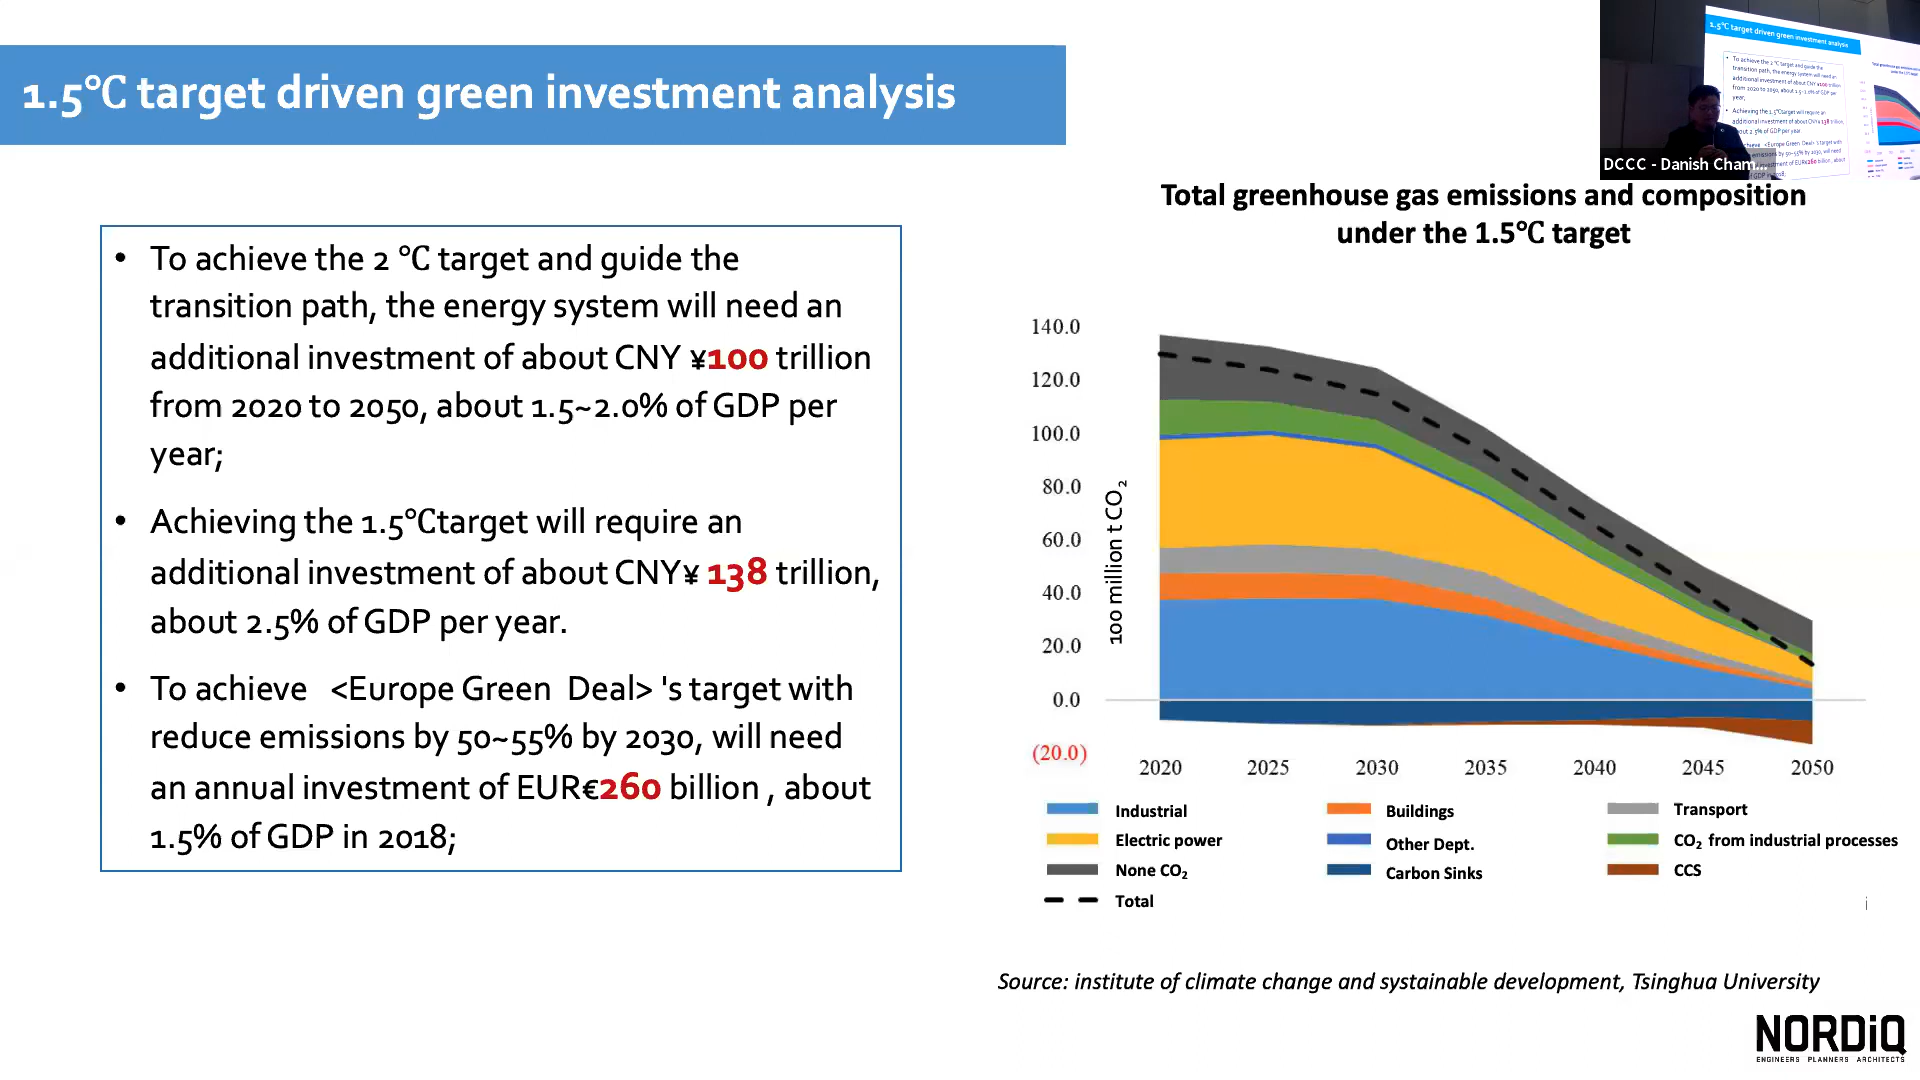 1.5℃ target driven green investment analysis
• To achieve the 2 ℃ target and guide the
transition path, the energy system will need an
additional investment of about CNY ¥100 trillion
from 2020 to 2050, about 1.5~2.0% of GDP per
year;
• Achieving the 1.5℃target will require an
additional investment of about CNY¥ 138 trillion,
about 2.5% of GDP per year.
• To achieve <Europe Green Deal> 's target with
reduce emissions by 50~55% by 2030, will need
an annual investment of EUR€260 billion , about
1.5% of GDP in 2018;
DCCC - Danish Cham...
1.5℃ target driven green investment analysis
Total greenhouse gas emissions and composition
under the 1.5℃ target
140.0
120.0
100.0
80.0
60.0
40.0
20.0
0.0
(20.0)
100 million t CO₂
2020 2025 2030 2035 2040 2045 2050
Industrial Buildings Transport
Electric power Other Dept. CO₂ from industrial processes
None CO₂ Carbon Sinks CCS
Total
Source: institute of climate change and systainable development, Tsinghua University
NORDiQ
ENGINEERS PLANNERS ARCHITECTS